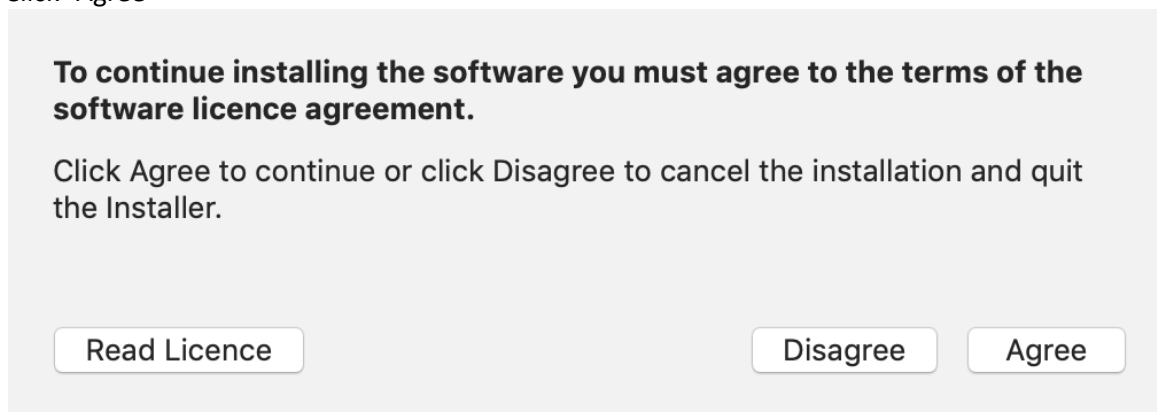 To continue installing the software you must agree to the terms of the
software licence agreement.
Click Agree to continue or click Disagree to cancel the installation and quit
the Installer.
Read Licence Disagree Agree